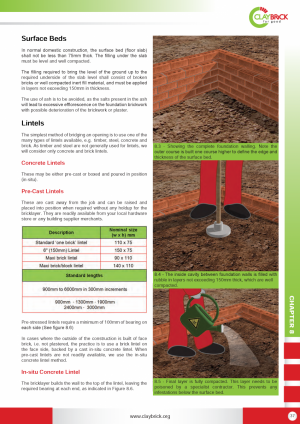 CLAYBRICK
.org
Surface Beds
In normal domestic construction, the surface bed (floor slab)
shall not be less than 75mm thick. The filling under the slab
must be level and well compacted.
The filling required to bring the level of the ground up to the
required underside of the slab level shall consist of broken
bricks or well compacted inert fill material, and must be applied
in layers not exceeding 150mm in thickness.
The use of ash is to be avoided, as the salts present in the ash
will lead to excessive efflorescence on the foundation brickwork
with possible deterioration of the brickwork or plaster.
Lintels
The simplest method of bridging an opening is to use one of the
many types of lintels available, e.g. timber, steel, concrete and
brick. As timber and steel are not generally used for lintels, we
will consider only concrete and brick lintels.
Concrete Lintels
These may be either pre-cast or based and poured in position
(in-situ).
Pre-Cast Lintels
These are cast away from the job and can be raised and
placed into position when required without any holdup for the
bricklayer. They are readily available from your local hardware
store or any building supplier merchants.
Description Nominal size
(w x h) mm
Standard 'one brick' lintel 110 x 75
6" (150mm) Lintel 150 x 75
Maxi brick lintel 90 x 110
Maxi brick/block lintel 140 x 110
Standard lengths
900mm to 6000mm in 300mm increments
900mm - 1300mm - 1800mm
2400mm - 3000mm
Pre-stressed lintels require a minimum of 100mm of bearing on
each side (See figure 8.6)
In cases where the outside of the construction is built of face
brick, i.e. not plastered, the practice is to use a brick lintel on
the face side, backed by a cast in-situ concrete lintel. When
pre-cast lintels are not readily available, we use the in-situ
concrete lintel method.
In-situ Concrete Lintel
The bricklayer builds the wall to the top of the lintel, leaving the
required bearing at each end, as indicated in Figure 8.6.
8.3 - Showing the complete foundation walling. Note the
outer course is built one course higher to define the edge and
thickness of the surface bed.
8.4 - The inside cavity between foundation walls is filled with
rubble in layers not exceeding 150mm thick, which are well
compacted.
8.5 - Final layer is fully compacted. This layer needs to be
poisoned by a specialist contractor. This prevents any
infestations below the surface bed.
CHAPTER 8
www.claybrick.org